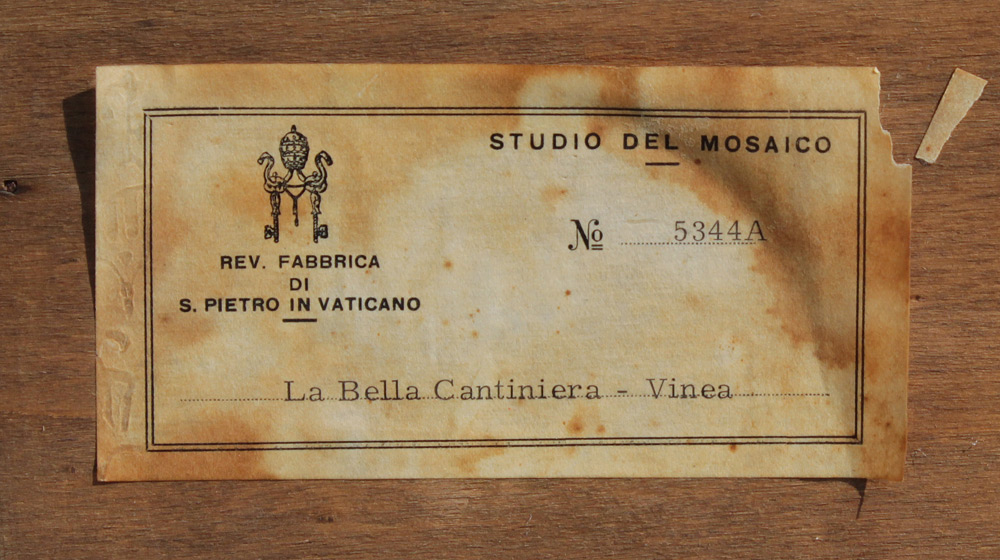 STUDIO DEL MOSAICO
No 5344A
REV. FABBRICA
DI
S. PIETRO IN VATICANO
La Bella Cantiniera - Vinea